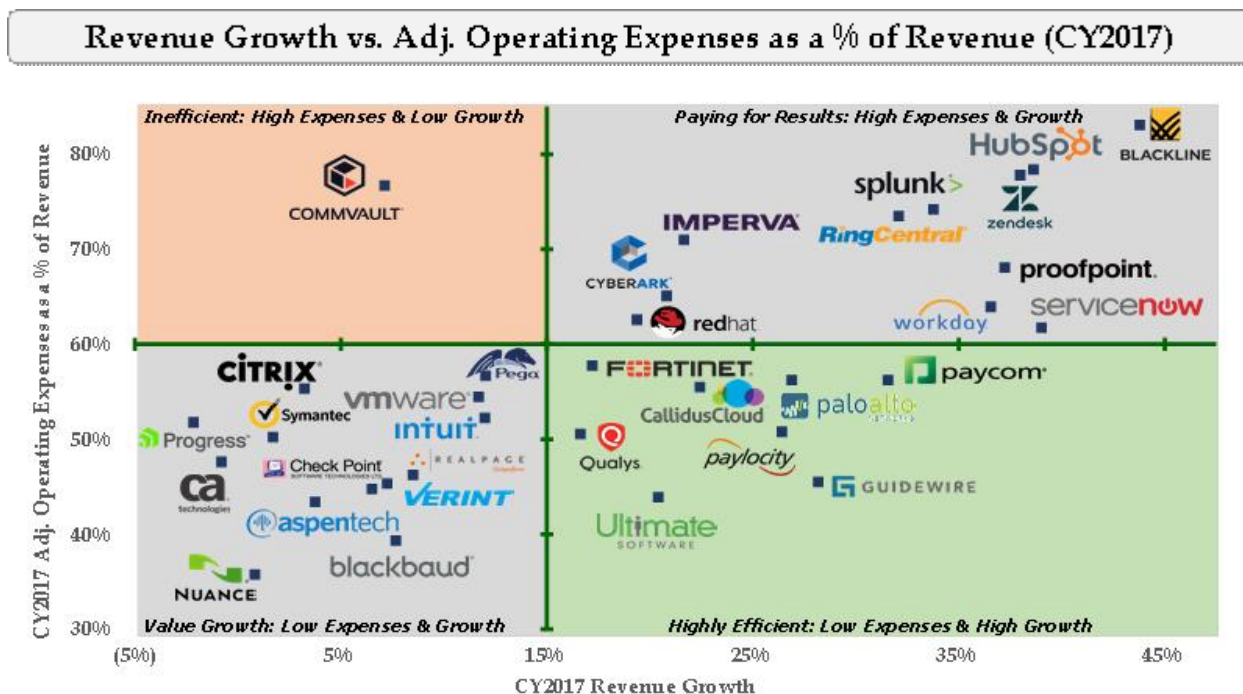 Revenue Growth vs. Adj. Operating Expenses as a % of Revenue (CY2017)
Inefficient: High Expenses & Low Growth
Paying for Results: High Expenses & Growth
CY2017 Adj. Operating Expenses as a % of Revenue
80%
70%
60%
50%
40%
30%
COMMVAULT
HubSpot
BLACKLINE
splunk>
zendesk
IMPERVA
RingCentral
CYBERARK
proofpoint.
redhat
workday
servicenow
CiTRIX
Pega
FORTINET
paycom
Symantec
vmware
CallidusCloud
paloalto
Progress
intuit
REALPAGE
Qualys
paylocity
Check Point
SOFTWARE TECHNOLOGIES LTD.
ca
technologies
VERINT
GUIDEWIRE
aspentech
Ultimate
SOFTWARE
blackbaud
NUANCE
Value Growth: Low Expenses & Growth
Highly Efficient: Low Expenses & High Growth
(5%)
5%
15%
25%
35%
45%
CY2017 Revenue Growth